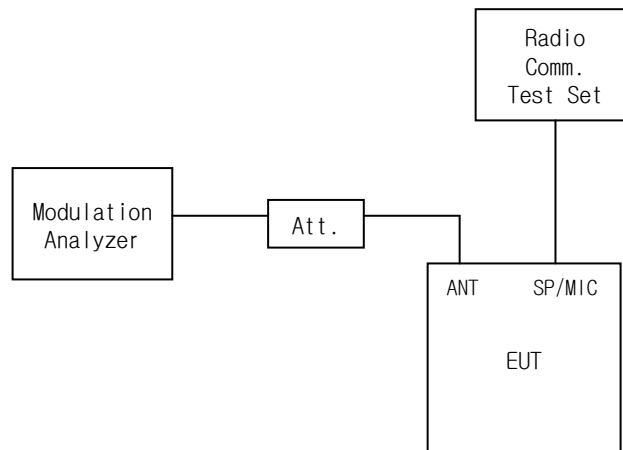 Radio
Comm.
Test Set
Modulation
Analyzer
Att.
ANT SP/MIC
EUT